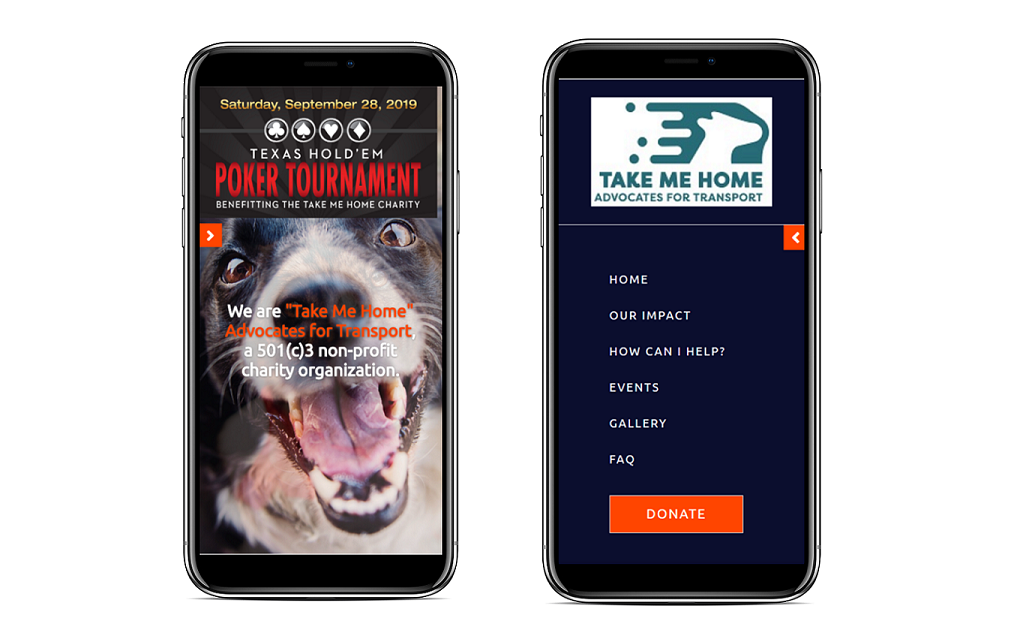 Saturday, September 28, 2019
TEXAS HOLD'EM
POKER TOURNAMENT
BENEFITTING THE TAKE ME HOME CHARITY
We are "Take Me Home"
Advocates for Transport,
a 501(c)3 non-profit
charity organization.
TAKE ME HOME
ADVOCATES FOR TRANSPORT
HOME
OUR IMPACT
HOW CAN I HELP?
EVENTS
GALLERY
FAQ
DONATE